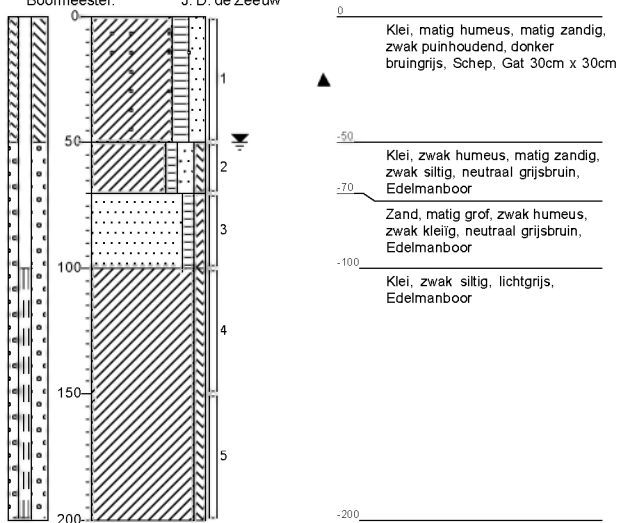 Boormeester: J. D. de Zeeuw
0
0
Klei, matig humeus, matig zandig,
zwak puinhoudend, donker
bruingrijs, Schep, Gat 30cm x 30cm
1
50
-50
Klei, zwak humeus, matig zandig,
zwak siltig, neutraal grijsbruin,
Edelmanboor
2
-70
Zand, matig grof, zwak humeus,
zwak kleiïg, neutraal grijsbruin,
Edelmanboor
3
100
-100
Klei, zwak siltig, lichtgrijs,
Edelmanboor
4
150
5
200
-200